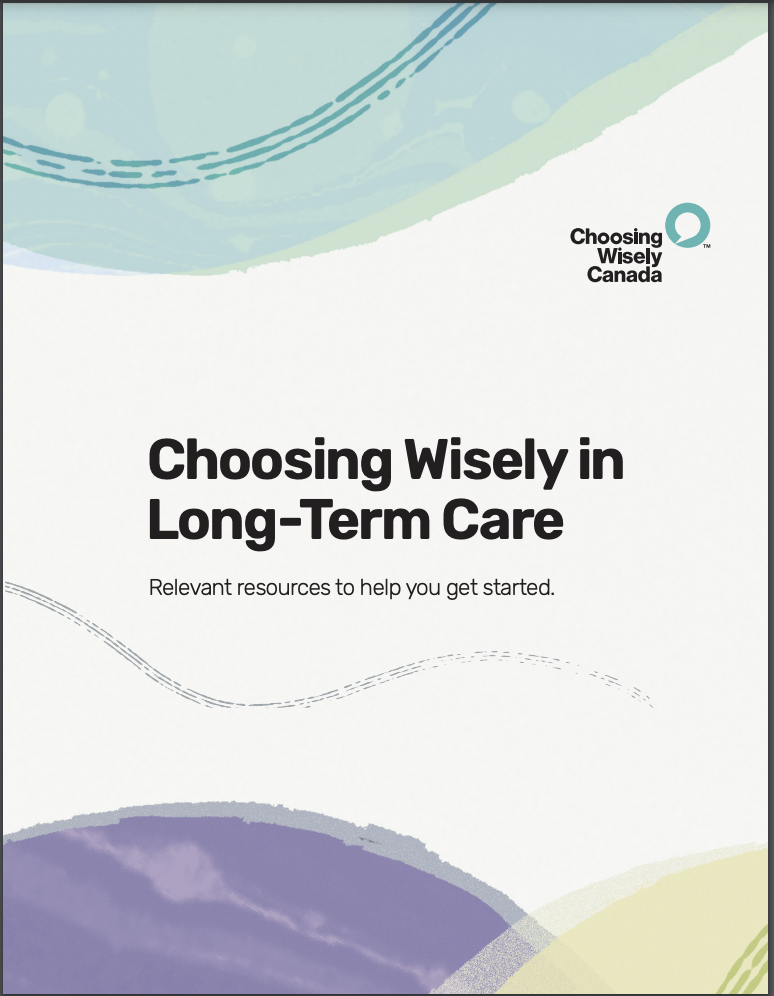 Choosing
Wisely
Canada
™
Choosing Wisely in
Long-Term Care
Relevant resources to help you get started.